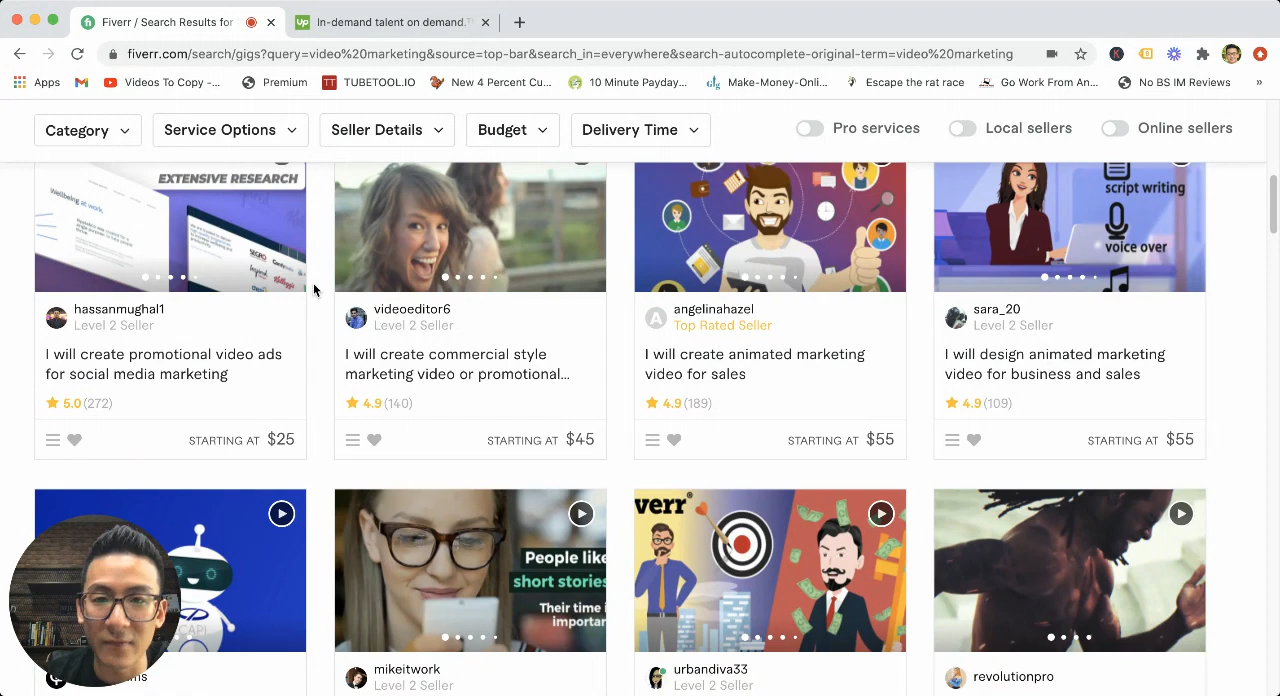 Fiverr / Search Results for
In-demand talent on demand.
fiverr.com/search/gigs?query=video%20marketing&source=top-bar&search_in=everywhere&search-autocomplete-original-term=video%20marketing
Apps
Videos To Copy -...
Premium
TUBETOOL.IO
New 4 Percent Cu...
10 Minute Payday...
Make-Money-Onli...
Escape the rat race
Go Work From An...
No BS IM Reviews
»
Category
Service Options
Seller Details
Budget
Delivery Time
Pro services
Local sellers
Online sellers
EXTENSIVE RESEARCH
Wellbeing at work.
script writing
voice over
hassanmughal1
Level 2 Seller
I will create promotional video ads
for social media marketing
5.0 (272)
STARTING AT $25
videoeditor6
Level 2 Seller
I will create commercial style
marketing video or promotional...
4.9 (140)
STARTING AT $45
A
angelinahazel
Top Rated Seller
I will create animated marketing
video for sales
4.9 (189)
STARTING AT $55
sara_20
Level 2 Seller
I will design animated marketing
video for business and sales
4.9 (109)
STARTING AT $55
People like
short stories
Their time i
importan
verr
mikeitwork
Level 2 Seller
urbandiva33
Level 2 Seller
revolutionpro